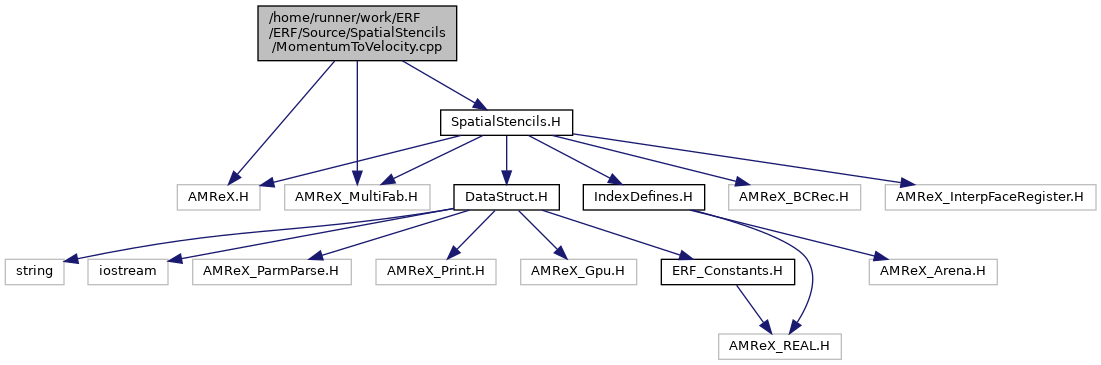 /home/runner/work/ERF
/ERF/Source/SpatialStencils
/MomentumToVelocity.cpp
SpatialStencils.H
AMReX.H
AMReX_MultiFab.H
DataStruct.H
IndexDefines.H
AMReX_BCRec.H
AMReX_InterpFaceRegister.H
string
iostream
AMReX_ParmParse.H
AMReX_Print.H
AMReX_Gpu.H
ERF_Constants.H
AMReX_Arena.H
AMReX_REAL.H